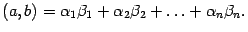 (a, b) = α₁β₁ + α₂β₂ + … + αₙβₙ.